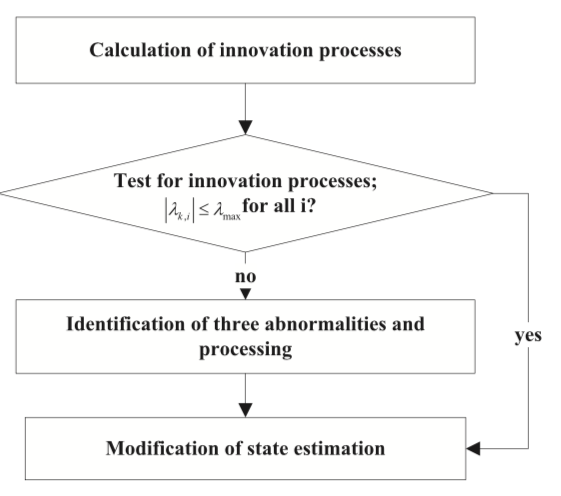 Calculation of innovation processes
Test for innovation processes;
|λk,i| ≤ λmax for all i?
no
Identification of three abnormalities and
processing
yes
Modification of state estimation